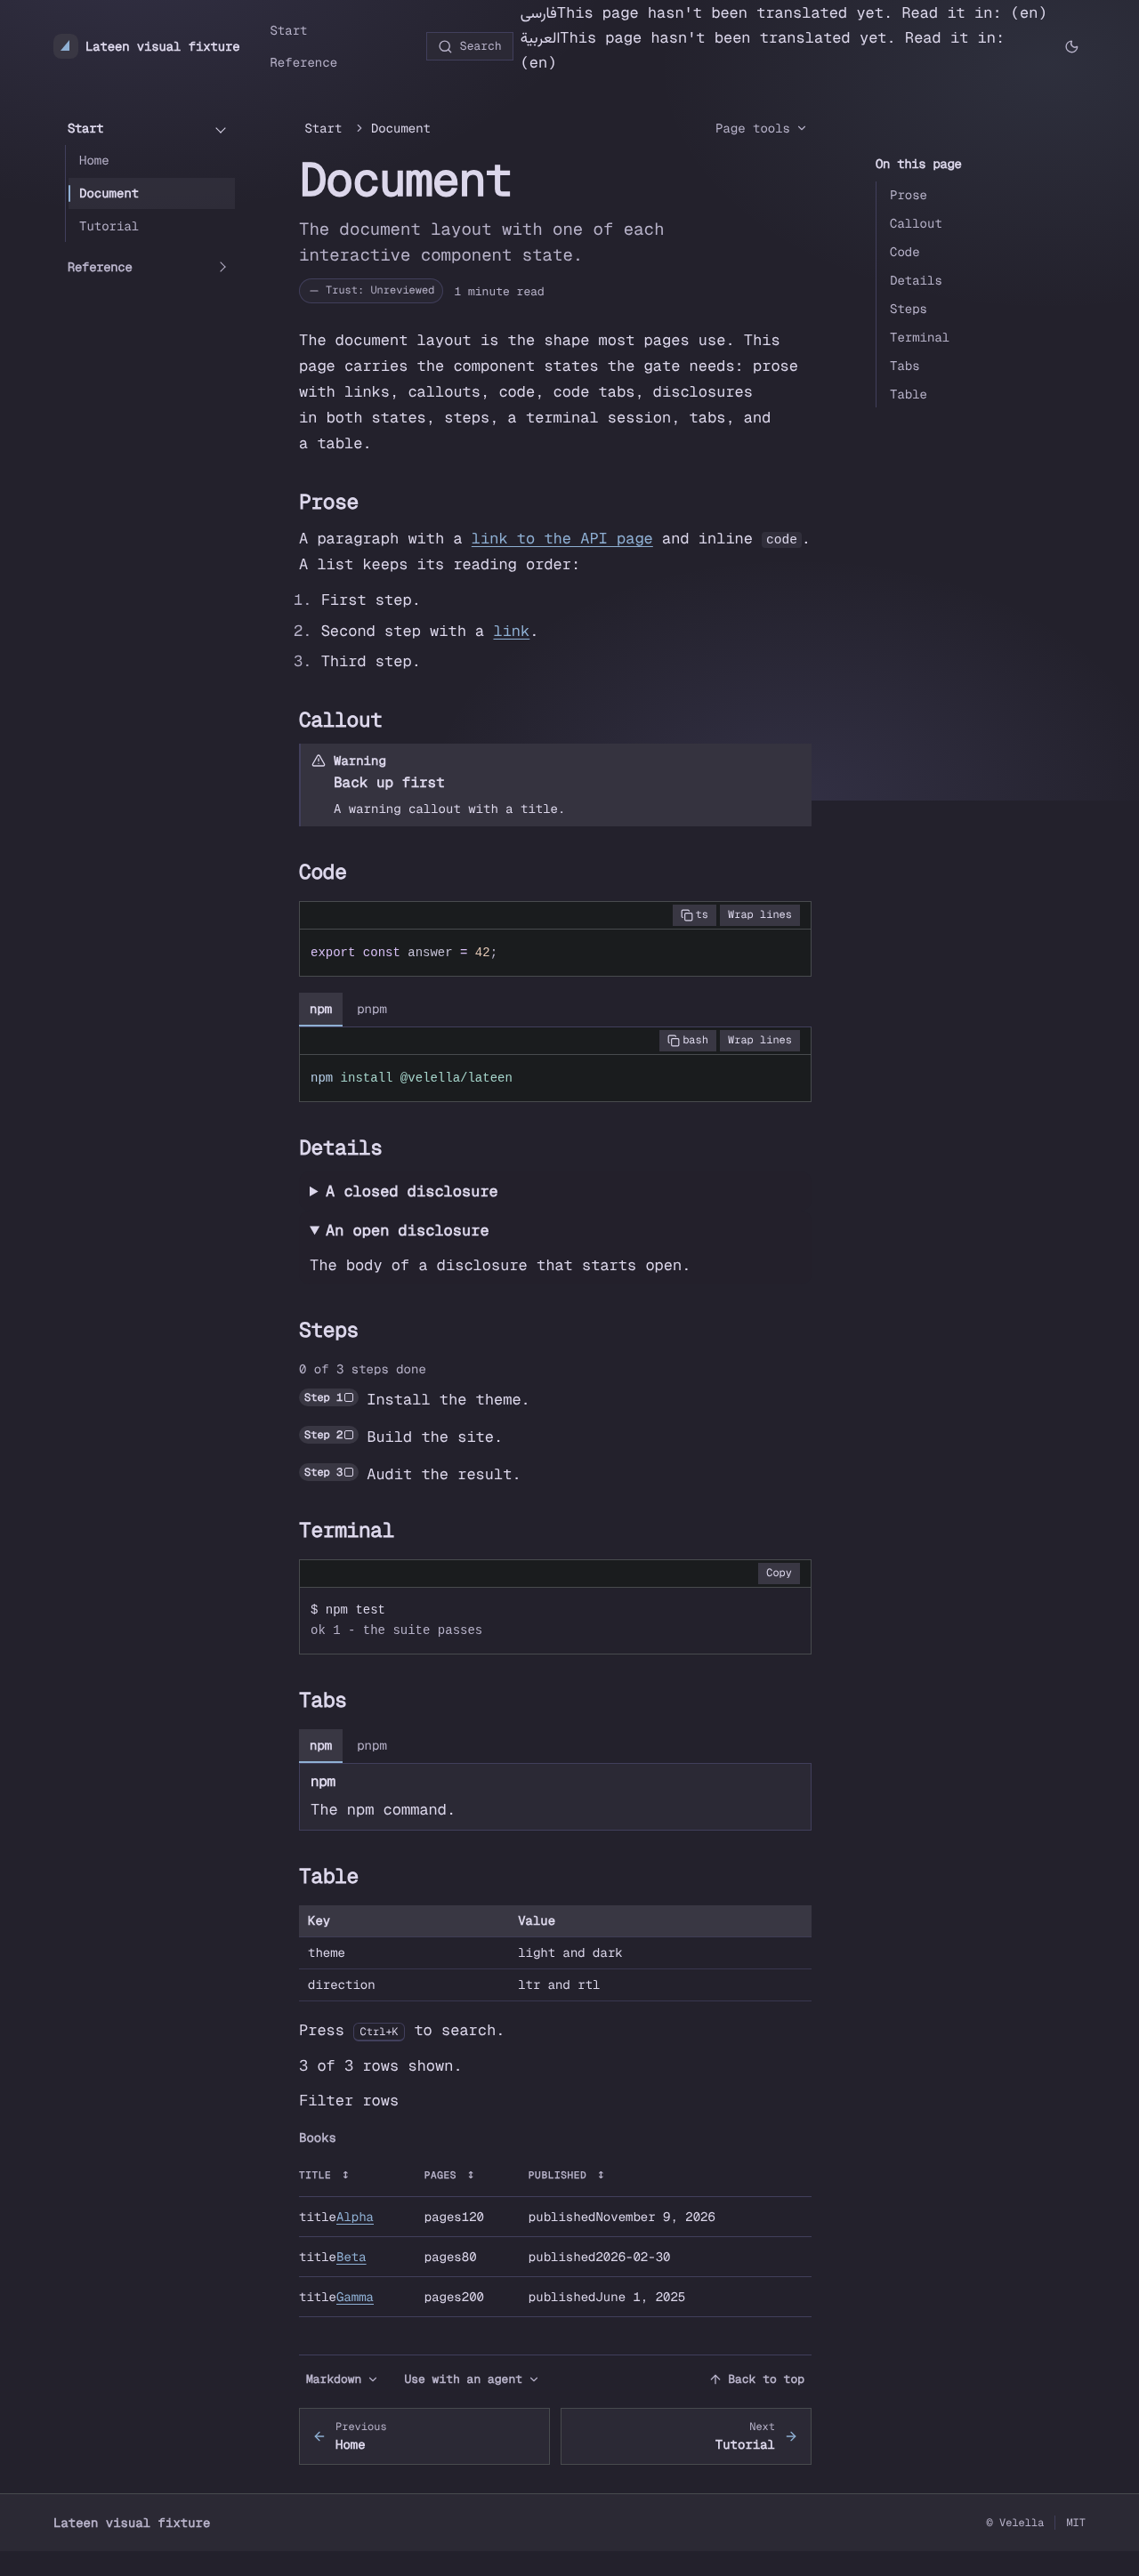 Lateen visual fixture
Start
Reference
Search
فارسیThis page hasn't been translated yet. Read it in: (en)
العربيةThis page hasn't been translated yet. Read it in:
(en)
Start
Home
Document
Tutorial
Reference
Start > Document
Page tools
Document
The document layout with one of each
interactive component state.
— Trust: Unreviewed
1 minute read
The document layout is the shape most pages use. This
page carries the component states the gate needs: prose
with links, callouts, code, code tabs, disclosures
in both states, steps, a terminal session, tabs, and
a table.
On this page
Prose
Callout
Code
Details
Steps
Terminal
Tabs
Table
Prose
A paragraph with a link to the API page and inline code.
A list keeps its reading order:
1. First step.
2. Second step with a link.
3. Third step.
Callout
Warning
Back up first
A warning callout with a title.
Code
ts
Wrap lines
export const answer = 42;
npm
pnpm
bash
Wrap lines
npm install @velella/lateen
Details
A closed disclosure
An open disclosure
The body of a disclosure that starts open.
Steps
0 of 3 steps done
Step 1 Install the theme.
Step 2 Build the site.
Step 3 Audit the result.
Terminal
Copy
$ npm test
ok 1 - the suite passes
Tabs
npm
pnpm
npm
The npm command.
Table
Key Value
theme light and dark
direction ltr and rtl
Press Ctrl+K to search.
3 of 3 rows shown.
Filter rows
Books
TITLE ↕ PAGES ↕ PUBLISHED ↕
titleAlpha pages120 publishedNovember 9, 2026
titleBeta pages80 published2026-02-30
titleGamma pages200 publishedJune 1, 2025
Markdown
Use with an agent
↑ Back to top
← Previous
Home
Next →
Tutorial
Lateen visual fixture
© Velella | MIT